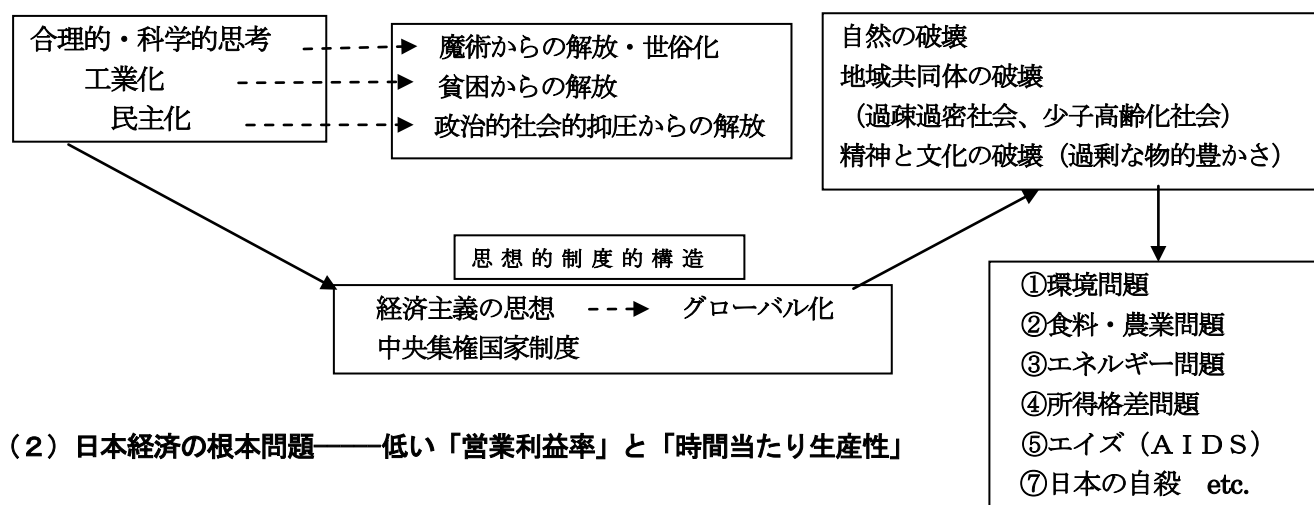 合理的・科学的思考
工業化
民主化
魔術からの解放・世俗化
貧困からの解放
政治的社会的抑圧からの解放
自然の破壊
地域共同体の破壊
（過疎過密社会、少子高齢化社会）
精神と文化の破壊（過剰な物的豊かさ）
思想的制度的構造
経済主義の思想 グローバル化
中央集権国家制度
①環境問題
②食料・農業問題
③エネルギー問題
④所得格差問題
⑤エイズ（ＡＩＤＳ）
⑦日本の自殺 etc.
（２）日本経済の根本問題―――低い「営業利益率」と「時間当たり生産性」